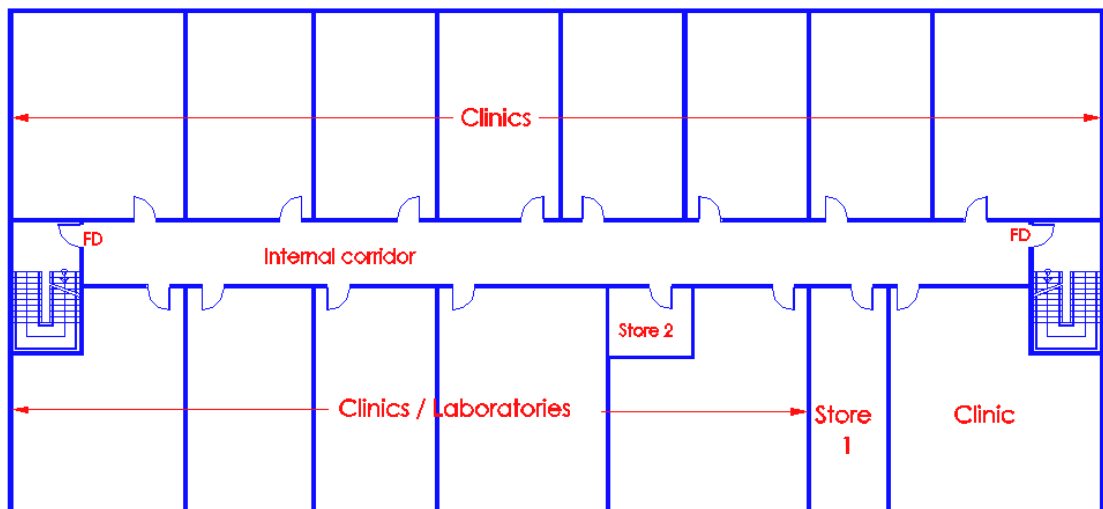 Clinics
FD
FD
Internal corridor
Store 2
Clinics / Laboratories
Store
1
Clinic